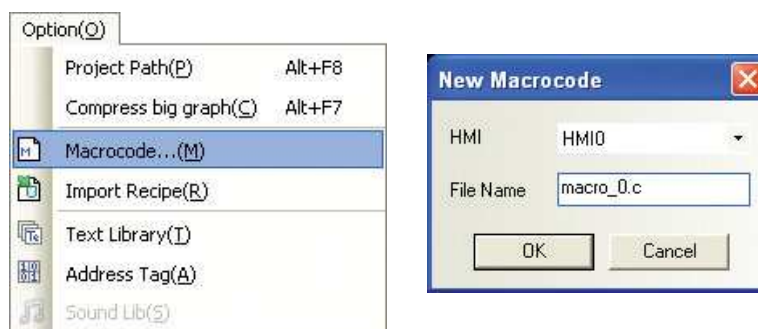 Option(O)
Project Path(P) Alt+F8
Compress big graph(C) Alt+F7
M Macrocode...(M)
Import Recipe(R)
Text Library(T)
Address Tag(A)
Sound Lib(S)
New Macrocode
HMI HMI0
File Name macro_0.c
OK Cancel